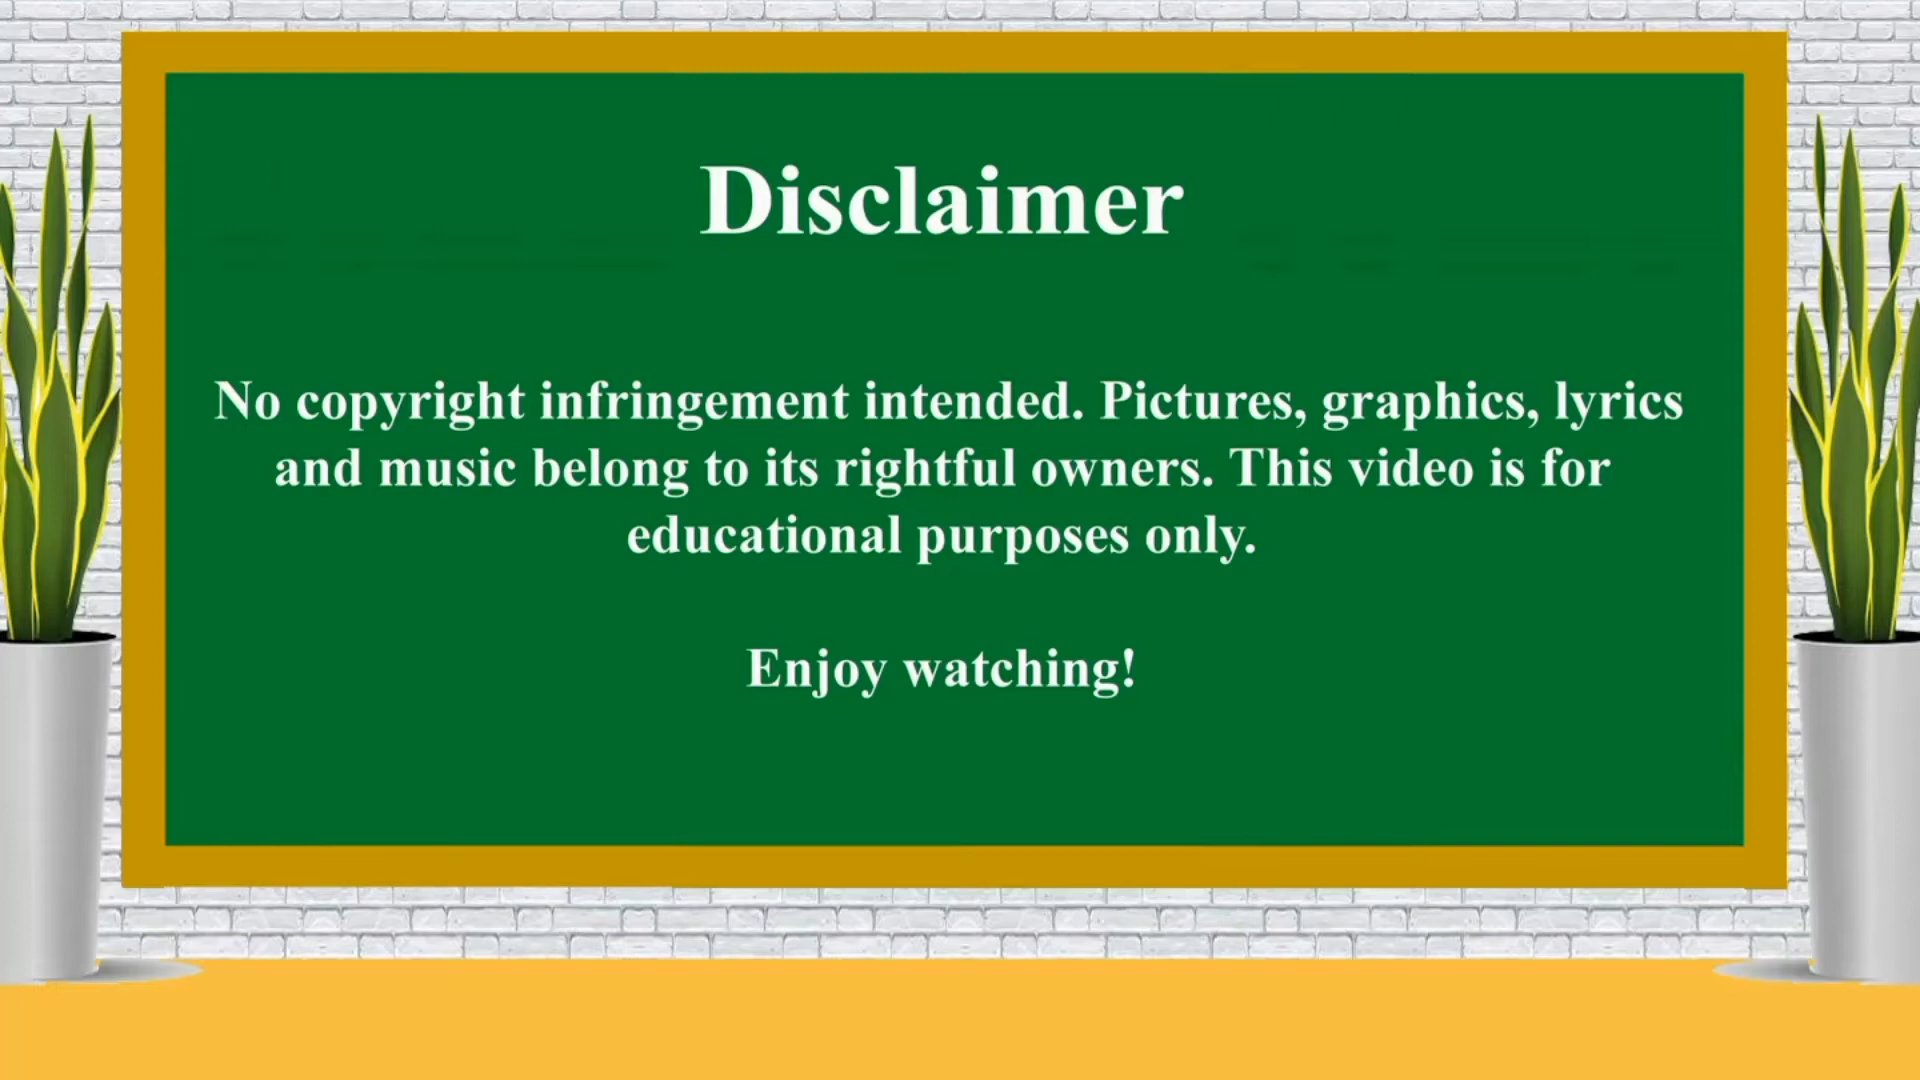 Disclaimer
No copyright infringement intended. Pictures, graphics, lyrics
and music belong to its rightful owners. This video is for
educational purposes only.
Enjoy watching!